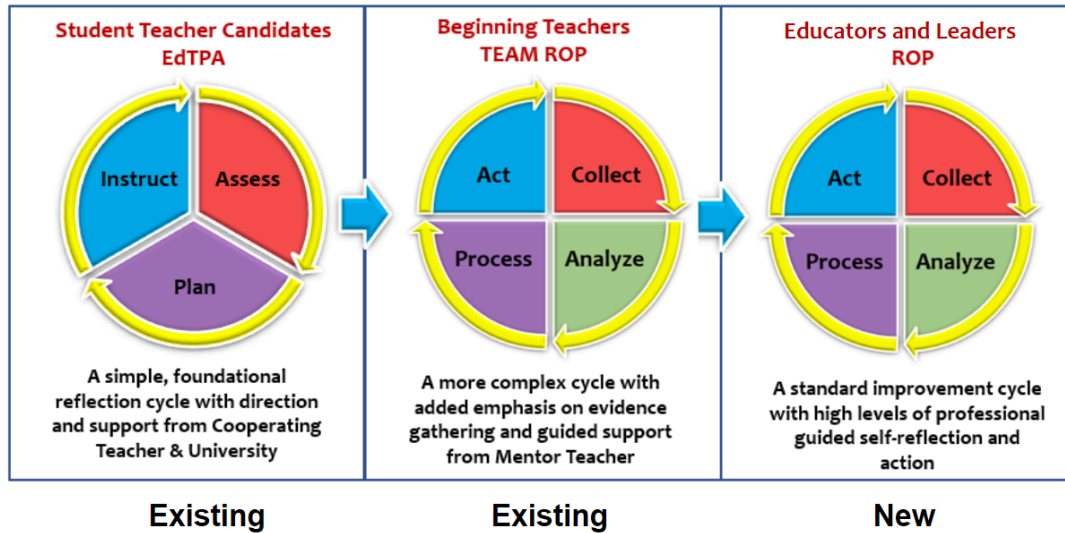 Student Teacher Candidates
EdTPA
Instruct
Assess
Plan
A simple, foundational
reflection cycle with direction
and support from Cooperating
Teacher & University
Existing
Beginning Teachers
TEAM ROP
Act
Collect
Process
Analyze
A more complex cycle with
added emphasis on evidence
gathering and guided support
from Mentor Teacher
Existing
Educators and Leaders
ROP
Act
Collect
Process
Analyze
A standard improvement cycle
with high levels of professional
guided self-reflection and
action
New